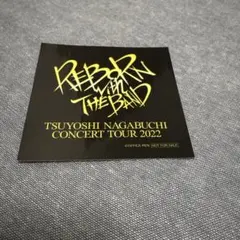 REBORN
with
THE BAND
TSUYOSHI NAGABUCHI
CONCERT TOUR 2022
NOT FOR SALE